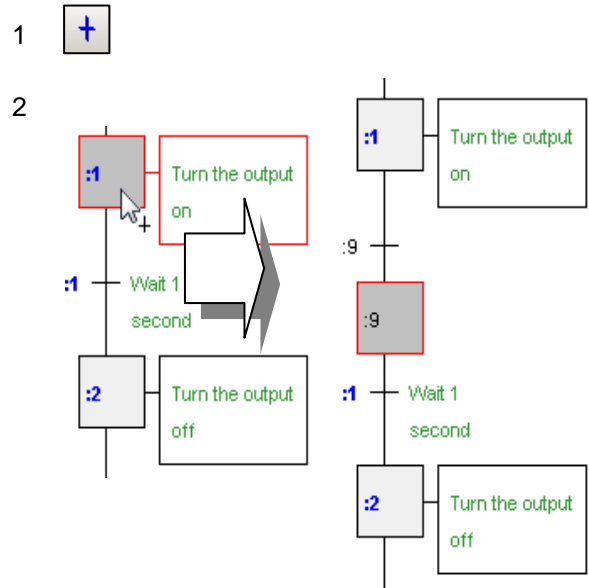 1
2
:1
Turn the output
on
:1
Wait 1
second
:2
Turn the output
off
:1
Turn the output
on
:9
:9
:1
Wait 1
second
:2
Turn the output
off